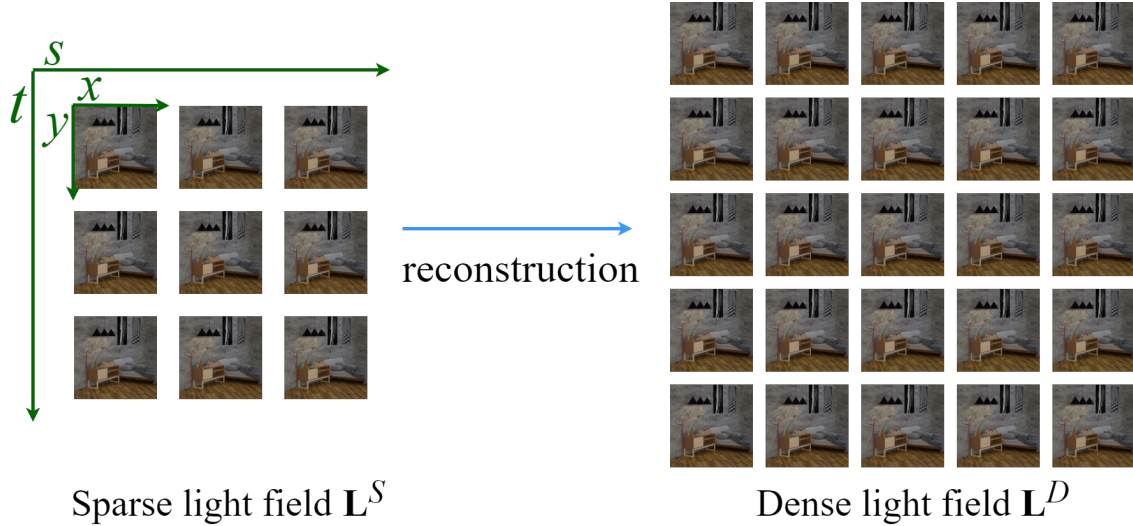 s
x
t
y
reconstruction
Sparse light field L^S
Dense light field L^D